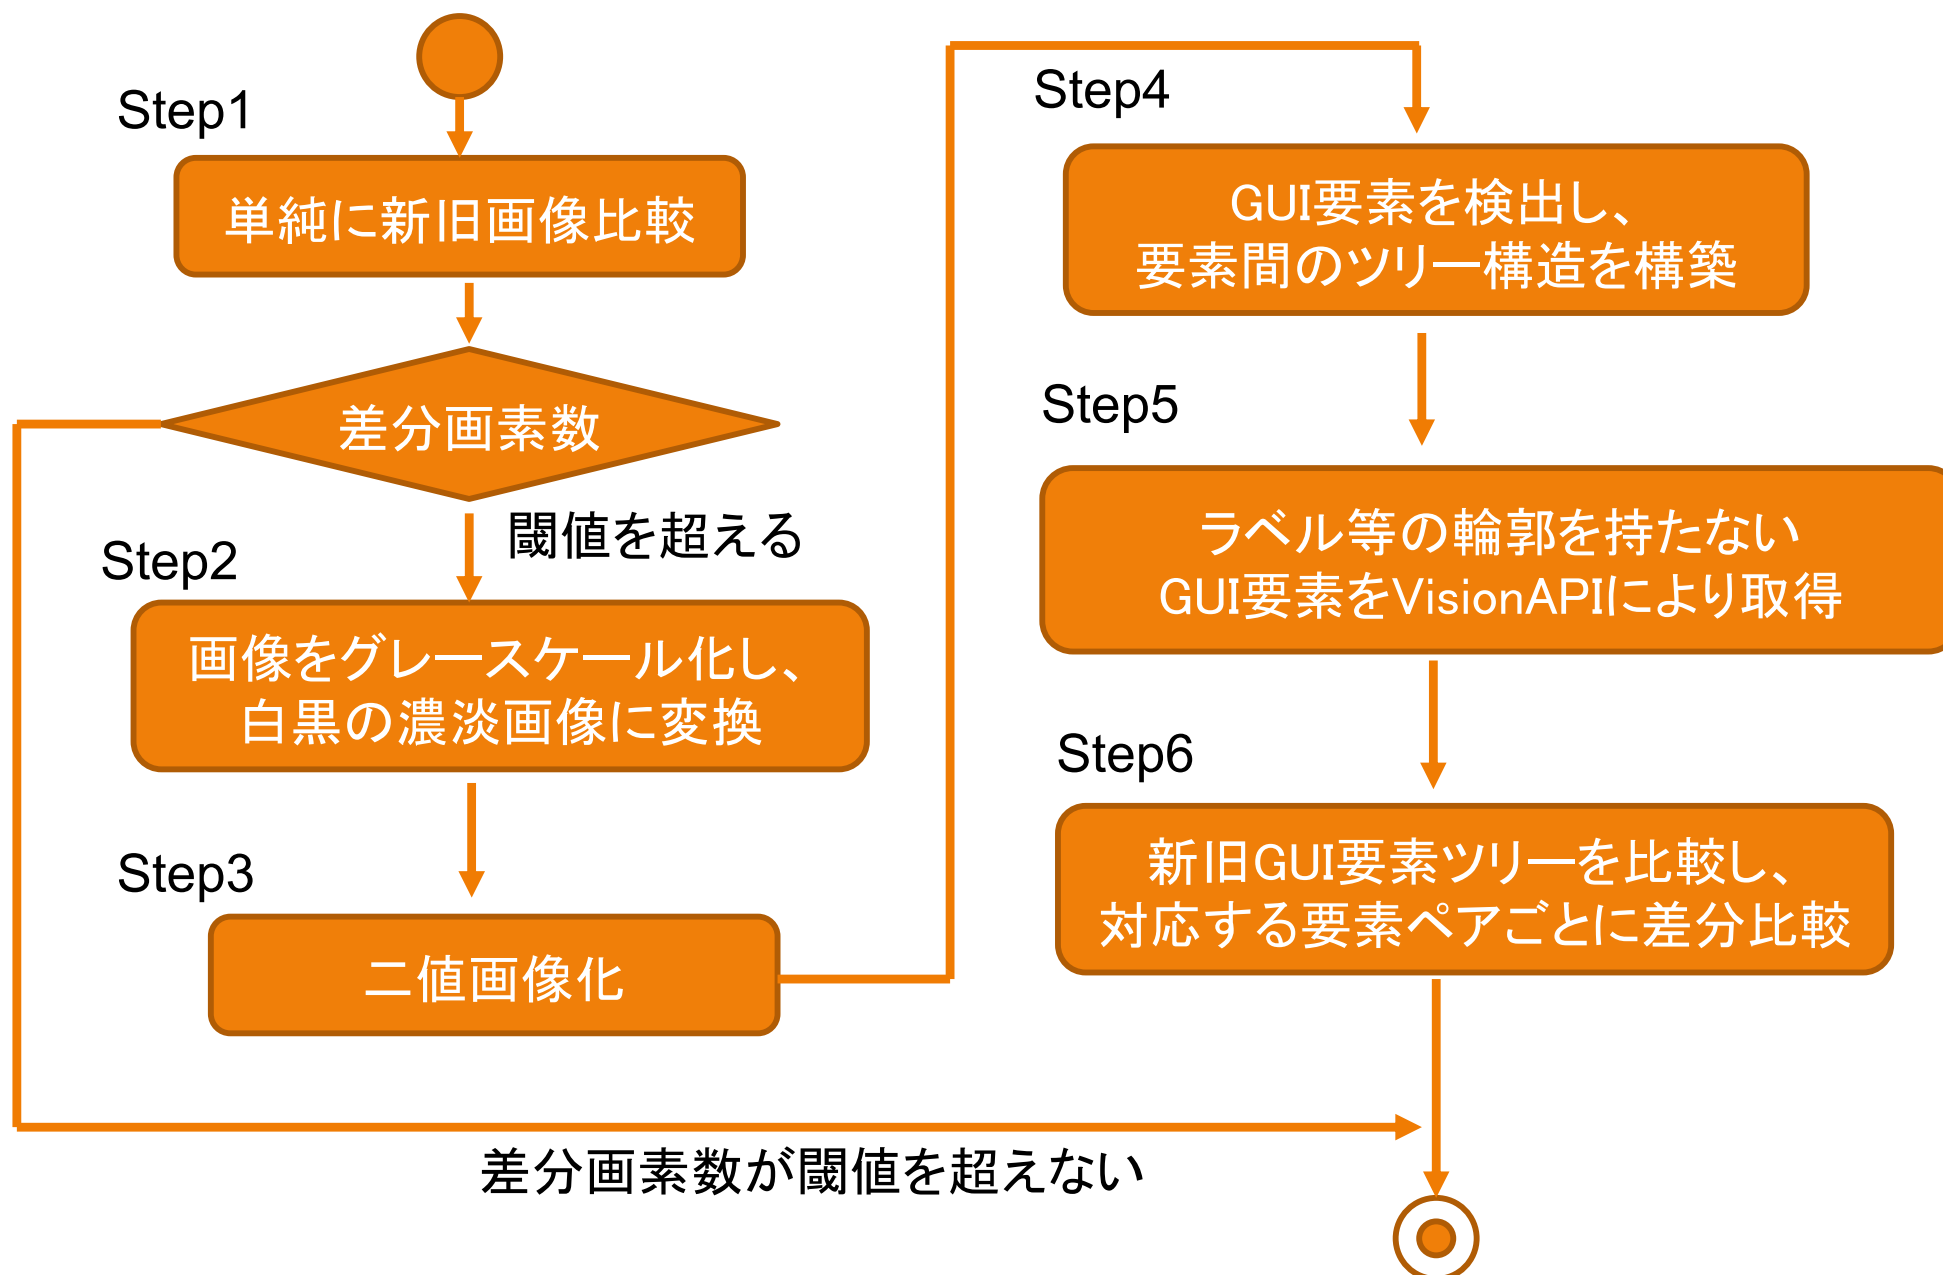 Step1
単純に新旧画像比較
差分画素数
閾値を超える
Step2
画像をグレースケール化し、
白黒の濃淡画像に変換
Step3
二値画像化
差分画素数が閾値を超えない
Step4
GUI要素を検出し、
要素間のツリー構造を構築
Step5
ラベル等の輪郭を持たない
GUI要素をVisionAPIにより取得
Step6
新旧GUI要素ツリーを比較し、
対応する要素ペアごとに差分比較